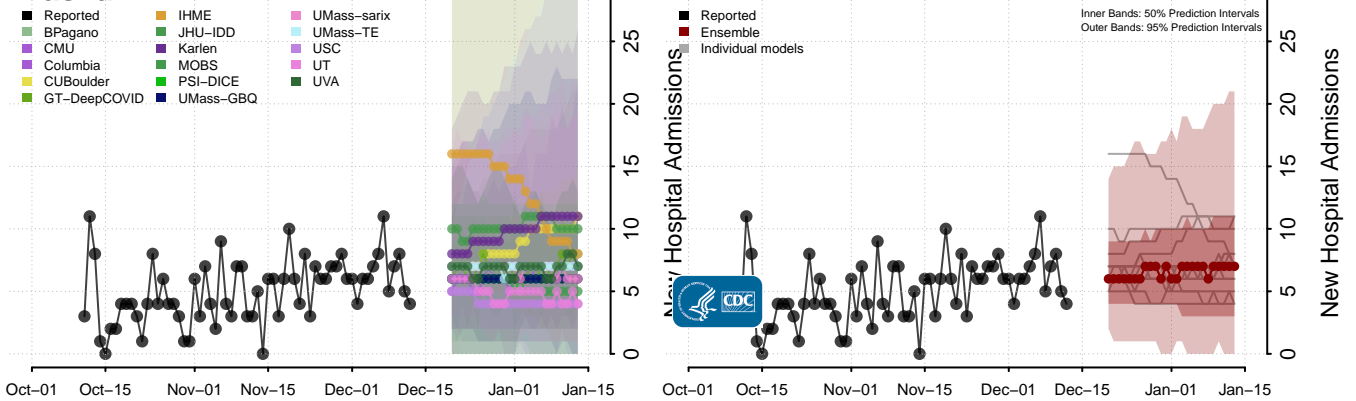 Reported
BPagano
CMU
Columbia
CUBoulder
GT−DeepCOVID
IHME
JHU−IDD
Karlen
MOBS
PSI−DICE
UMass−GBQ
UMass−sarix
UMass−TE
USC
UT
UVA
0
5
10
15
20
25
New Hospital Admissions
Oct−01
Oct−15
Nov−01
Nov−15
Dec−01
Dec−15
Jan−01
Jan−15
Reported
Ensemble
Individual models
Inner Bands: 50% Prediction Intervals
Outer Bands: 95% Prediction Intervals
CDC
0
5
10
15
20
25
New Hospital Admissions
Oct−01
Oct−15
Nov−01
Nov−15
Dec−01
Dec−15
Jan−01
Jan−15